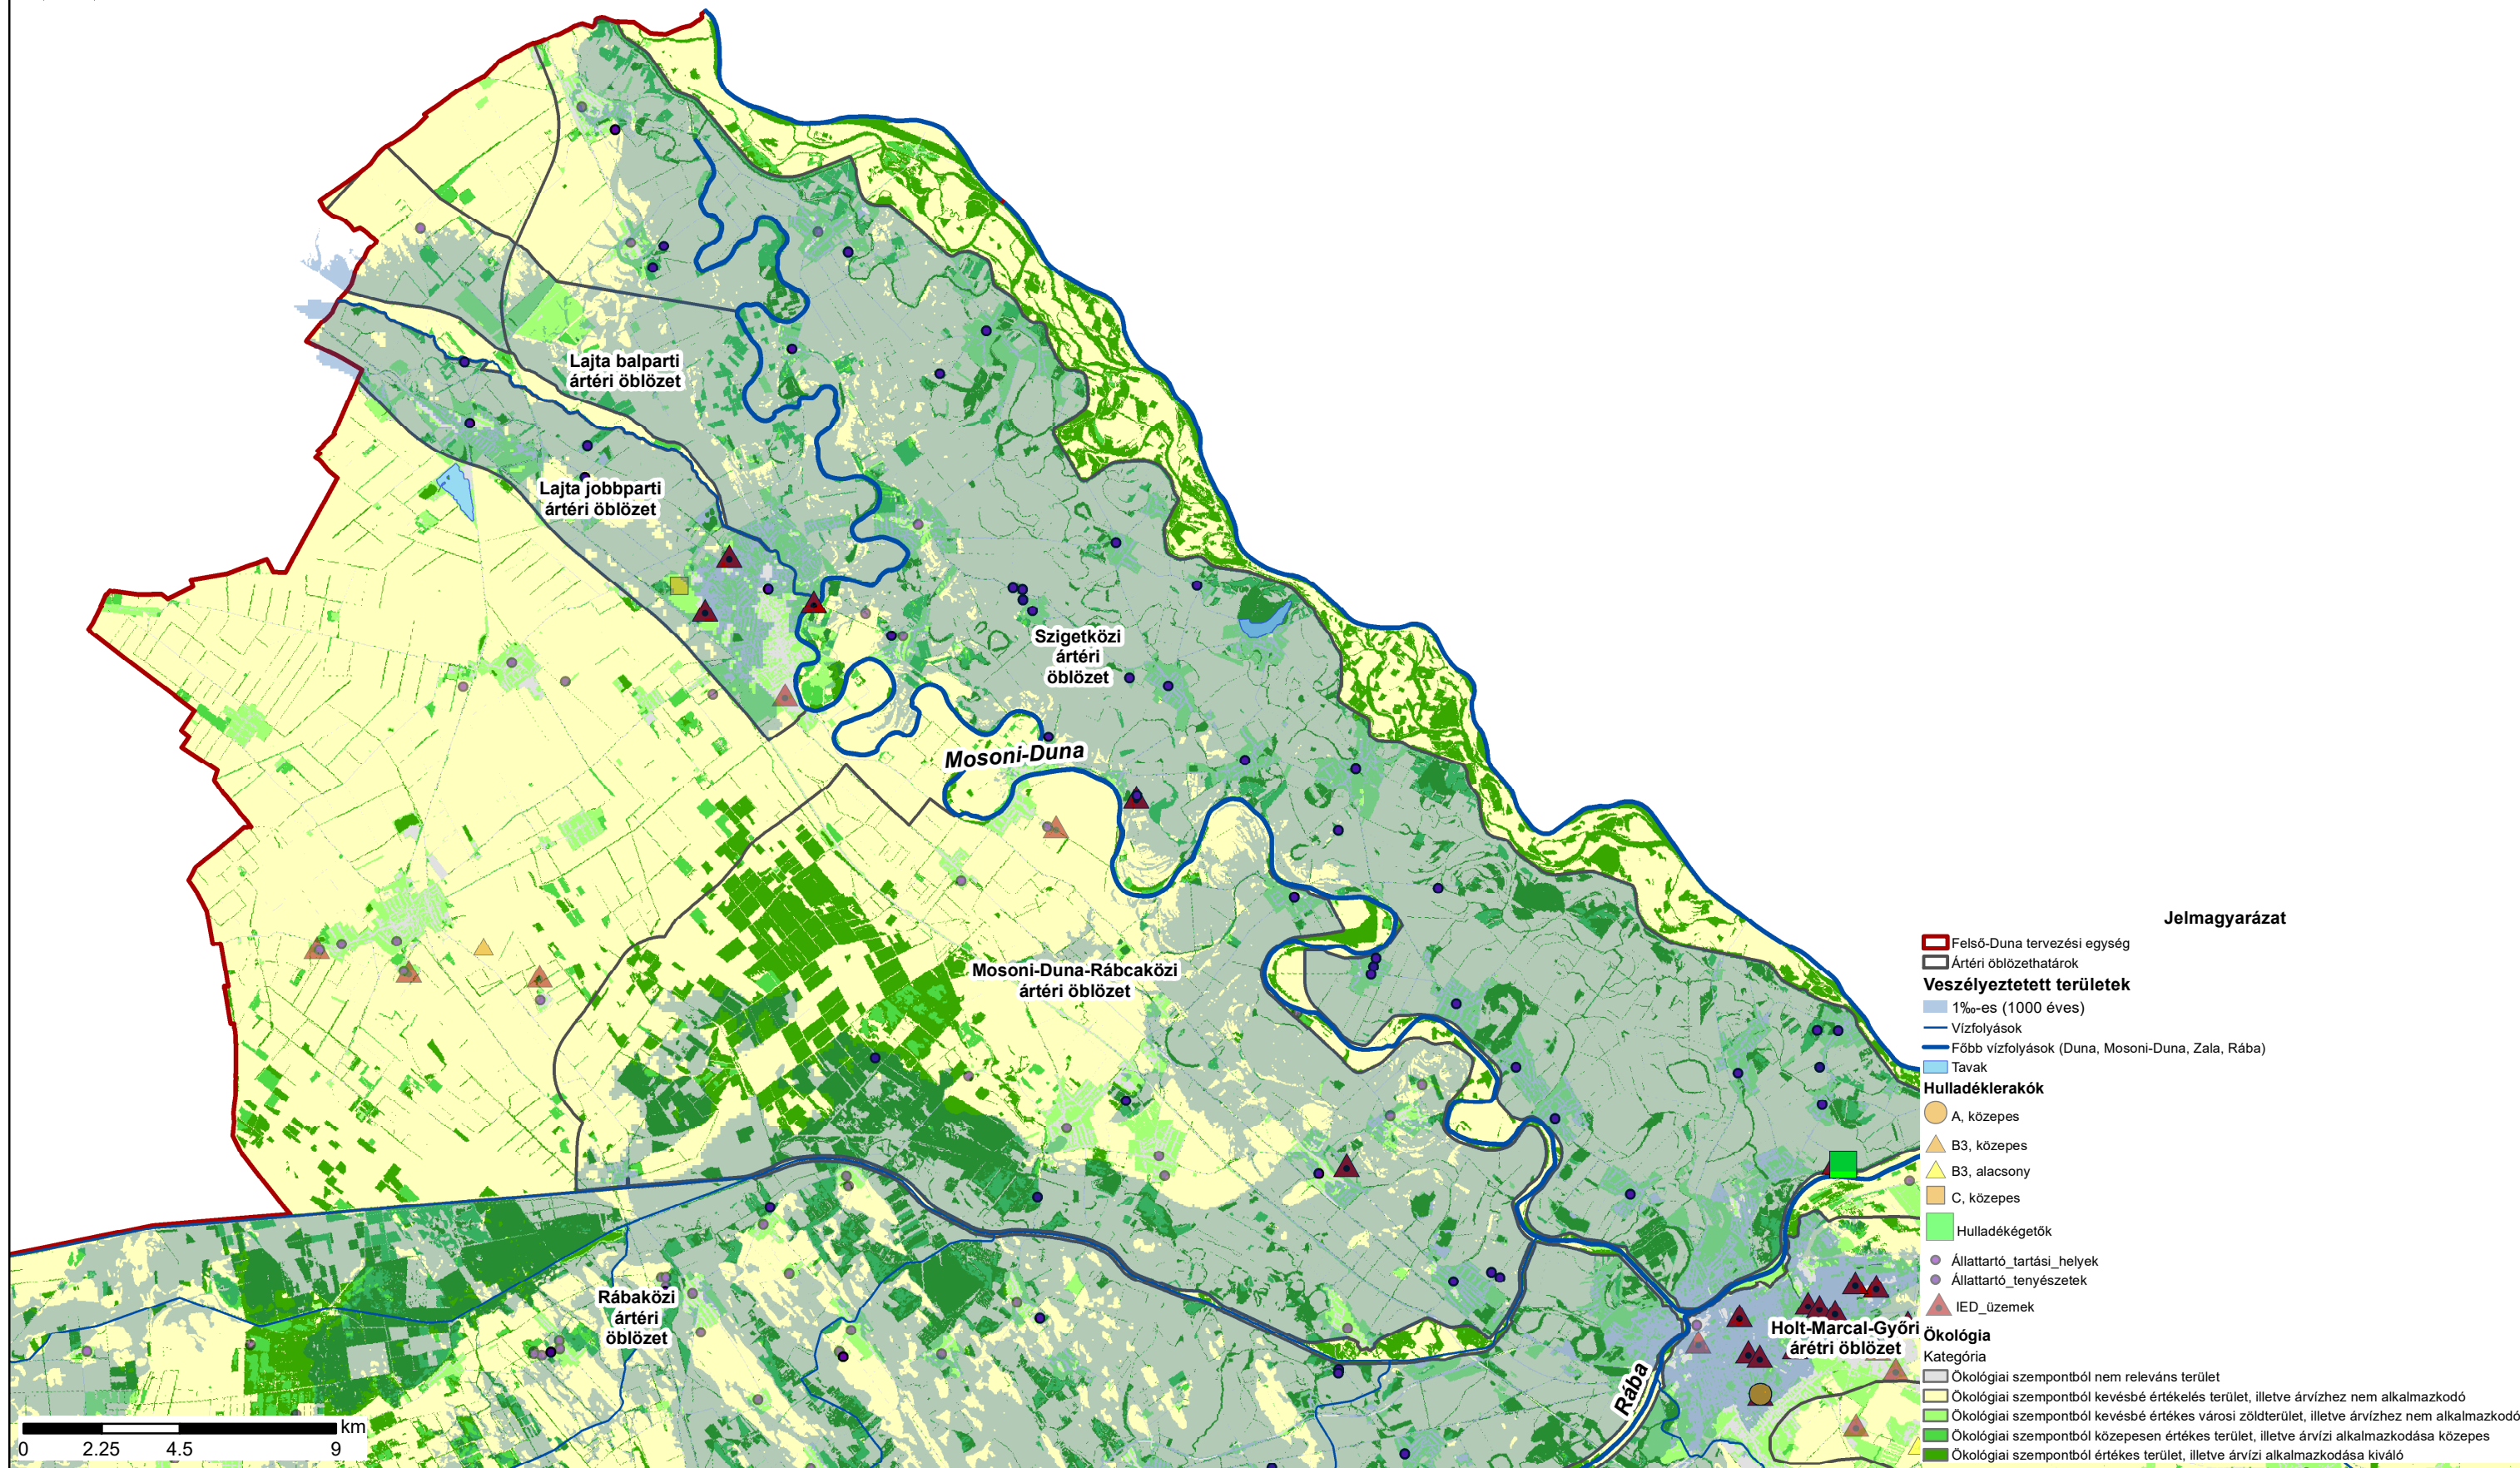 Lajta balparti
ártéri öblözet
Lajta jobbparti
ártéri öblözet
Szigetközi
ártéri
öblözet
Mosoni-Duna
Mosoni-Duna-Rábcaközi
ártéri öblözet
Rábaközi
ártéri
öblözet
Holt-Marcal-Győri
árétri öblözet
Rába
km
0 2.25 4.5 9
Jelmagyarázat
Felső-Duna tervezési egység
Ártéri öblözethatárok
Veszélyeztetett területek
1‰-es (1000 éves)
Vízfolyások
Főbb vízfolyások (Duna, Mosoni-Duna, Zala, Rába)
Tavak
Hulladéklerakók
A, közepes
B3, közepes
B3, alacsony
C, közepes
Hulladékégetők
Állattartó_tartási_helyek
Állattartó_tenyészetek
IED_üzemek
Ökológia
Kategória
Ökológiai szempontból nem releváns terület
Ökológiai szempontból kevésbé értékelés terület, illetve árvízhez nem alkalmazkodó
Ökológiai szempontból kevésbé értékes városi zöldterület, illetve árvízhez nem alkalmazkodó
Ökológiai szempontból közepesen értékes terület, illetve árvízi alkalmazkodása közepes
Ökológiai szempontból értékes terület, illetve árvízi alkalmazkodása kiváló